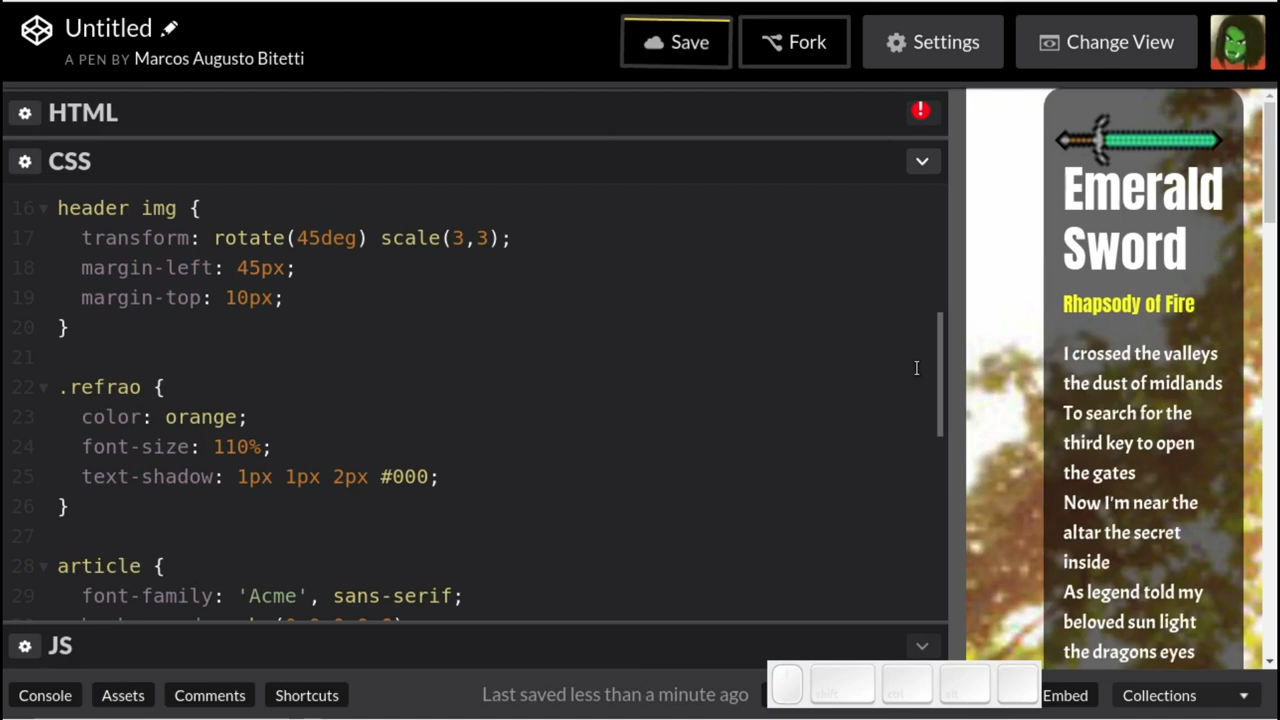 Untitled
A PEN BY Marcos Augusto Bitetti
Save
Fork
Settings
Change View
HTML
CSS
16 header img {
17 transform: rotate(45deg) scale(3,3);
18 margin-left: 45px;
19 margin-top: 10px;
20 }
21
22 .refrao {
23 color: orange;
24 font-size: 110%;
25 text-shadow: 1px 1px 2px #000;
26 }
27
28 article {
29 font-family: 'Acme', sans-serif;
JS
Emerald
Sword
Rhapsody of Fire
I crossed the valleys
the dust of midlands
To search for the
third key to open
the gates
Now I'm near the
altar the secret
inside
As legend told my
beloved sun light
the dragons eyes
Console
Assets
Comments
Shortcuts
Last saved less than a minute ago
shift
ctrl
alt
Embed
Collections